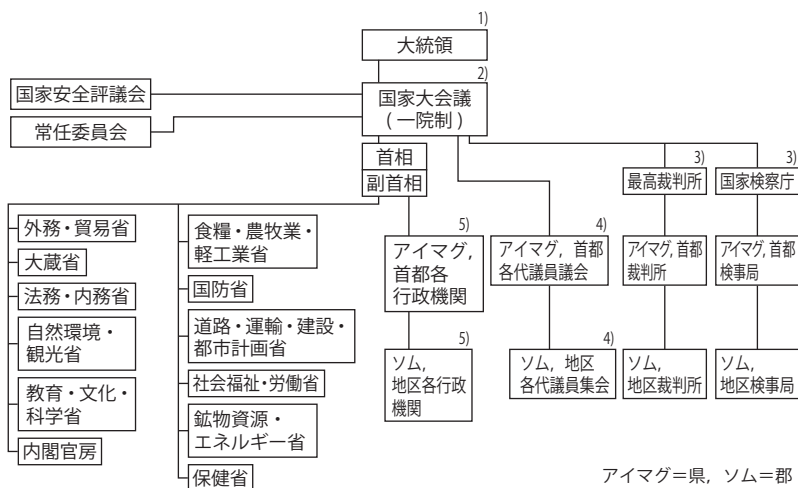 1)
大統領
2)
国家大会議
(一院制)
国家安全評議会
常任委員会
首相
副首相
3)
最高裁判所
3)
国家検察庁
外務・貿易省
大蔵省
法務・内務省
自然環境・
観光省
教育・文化・
科学省
内閣官房
食糧・農牧業・
軽工業省
国防省
道路・運輸・建設・
都市計画省
社会福祉・労働省
鉱物資源・
エネルギー省
保健省
5)
アイマグ,
首都各
行政機関
4)
アイマグ, 首都
各代議員議会
アイマグ, 首都
裁判所
アイマグ, 首都
検事局
5)
ソム,
地区各行政
機関
4)
ソム, 地区
各代議員集会
ソム,
地区裁判所
ソム,
地区検事局
アイマグ=県, ソム=郡